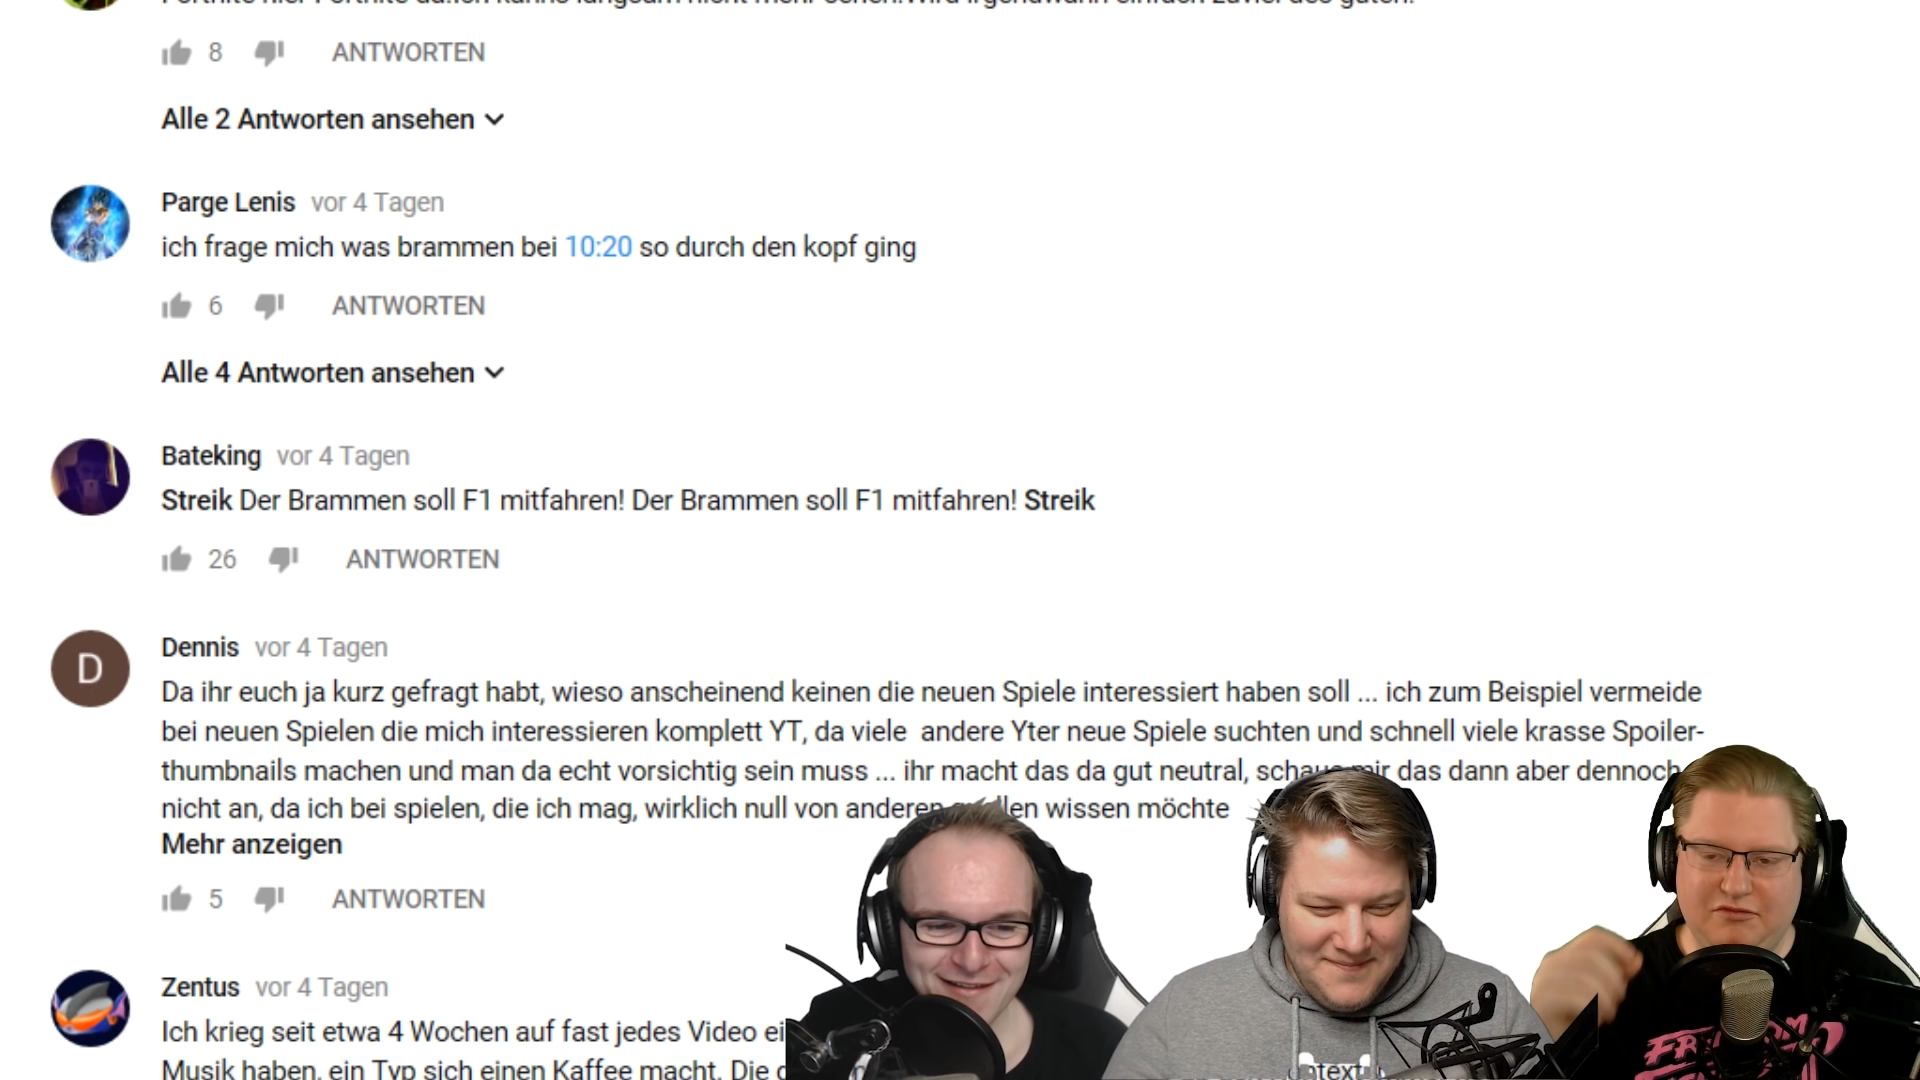 8 ANTWORTEN
Alle 2 Antworten ansehen
Parge Lenis vor 4 Tagen
ich frage mich was brammen bei 10:20 so durch den kopf ging
6 ANTWORTEN
Alle 4 Antworten ansehen
Bateking vor 4 Tagen
Streik Der Brammen soll F1 mitfahren! Der Brammen soll F1 mitfahren! Streik
26 ANTWORTEN
D
Dennis vor 4 Tagen
Da ihr euch ja kurz gefragt habt, wieso anscheinend keinen die neuen Spiele interessiert haben soll ... ich zum Beispiel vermeide
bei neuen Spielen die mich interessieren komplett YT, da viele andere Yter neue Spiele suchten und schnell viele krasse Spoiler-
thumbnails machen und man da echt vorsichtig sein muss ... ihr macht das da gut neutral, schaue mir das dann aber dennoch
nicht an, da ich bei spielen, die ich mag, wirklich null von anderen wissen möchte
Mehr anzeigen
5 ANTWORTEN
Zentus vor 4 Tagen
Ich krieg seit etwa 4 Wochen auf fast jedes Video
Musik haben, ein Typ sich einen Kaffee macht. Die